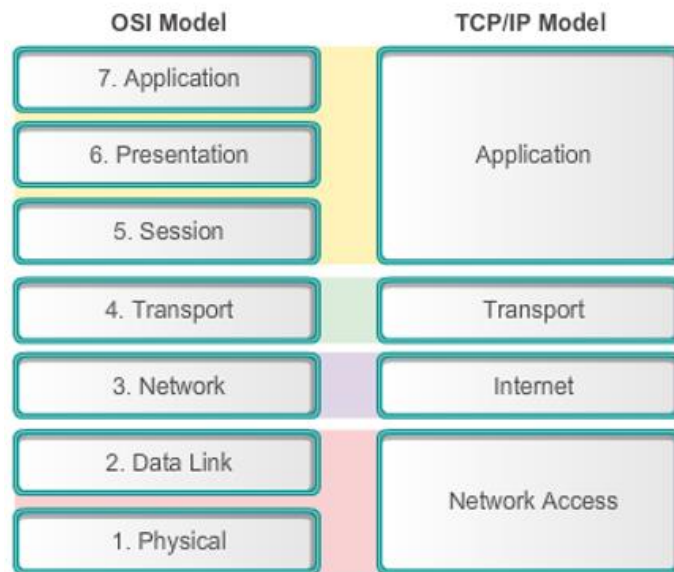 OSI Model
TCP/IP Model
7. Application
6. Presentation
Application
5. Session
4. Transport
Transport
3. Network
Internet
2. Data Link
Network Access
1. Physical